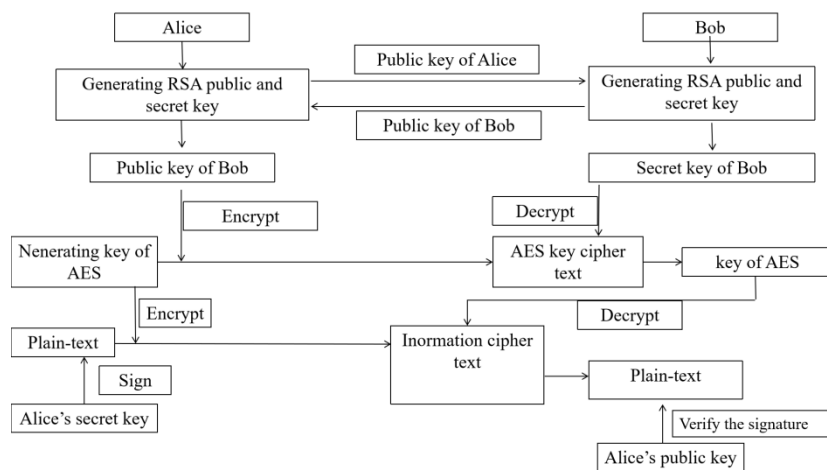 Alice
Bob
Public key of Alice
Generating RSA public and
secret key
Generating RSA public and
secret key
Public key of Bob
Public key of Bob
Secret key of Bob
Encrypt
Decrypt
Nenerating key of
AES
AES key cipher
text
key of AES
Encrypt
Decrypt
Plain-text
Inormation cipher
text
Sign
Plain-text
Alice's secret key
Verify the signature
Alice's public key